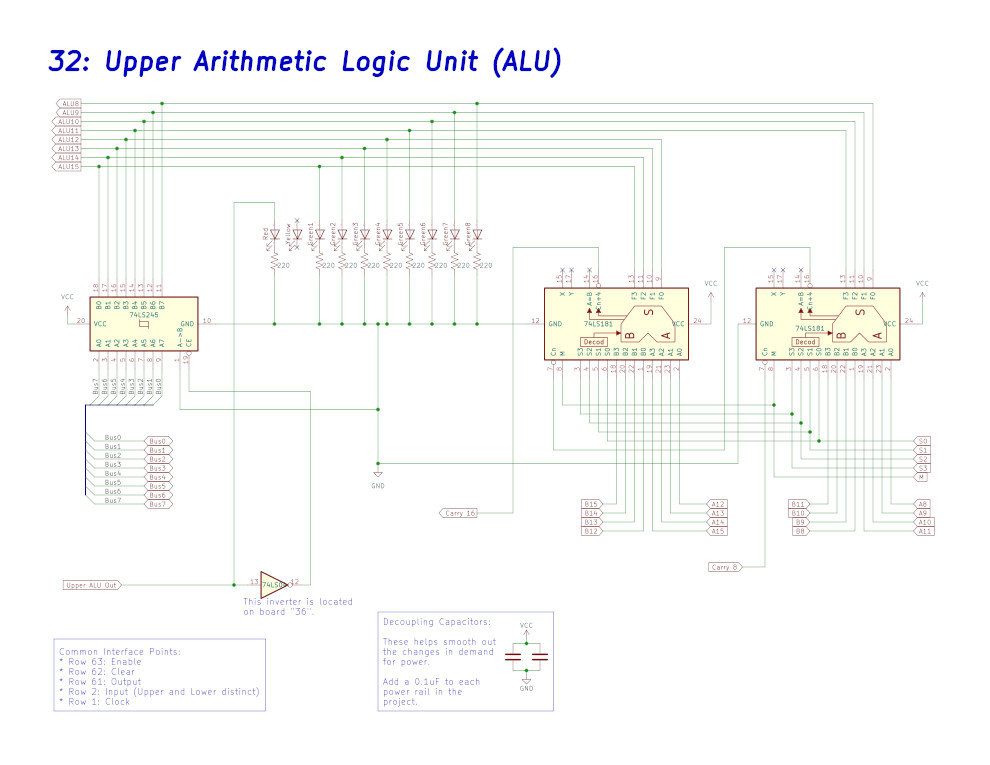 32: Upper Arithmetic Logic Unit (ALU)
ALU8
ALU9
ALU10
ALU11
ALU12
ALU13
ALU14
ALU15
Red
Yellow
Green1
Green2
Green3
Green4
Green5
Green6
Green7
Green8
220
220
220
220
220
220
220
220
220
VCC
20
VCC
18 17 16 15 14 13 12 11
B0 B1 B2 B3 B4 B5 B6 B7
74LS245
GND
10
A0 A1 A2 A3 A4 A5 A6 A7
A->B
CE
2 3 4 5 6 7 8 9
1
19
Bus7 Bus6 Bus5 Bus4 Bus3 Bus2 Bus1 Bus0
Bus0 Bus0
Bus1 Bus1
Bus2 Bus2
Bus3 Bus3
Bus4 Bus4
Bus5 Bus5
Bus6 Bus6
Bus7 Bus7
GND
12
GND
15 17 14 16 13 11 10 9
X Y A=B Cn+4 F3 F2 F1 F0
74LS181
Decod
S
B
A
VCC
24
VCC
Cn M S3 S2 S1 S0 B3 B2 B1 B0 A3 A2 A1 A0
7 8 3 4 5 6 18 20 22 1 19 21 23 2
12
GND
15 17 14 16 13 11 10 9
X Y A=B Cn+4 F3 F2 F1 F0
74LS181
Decod
S
B
A
VCC
24
VCC
Cn M S3 S2 S1 S0 B3 B2 B1 B0 A3 A2 A1 A0
7 8 3 4 5 6 18 20 22 1 19 21 23 2
S0
S1
S2
S3
M
Carry 16
B15
B14
B13
B12
A12
A13
A14
A15
B11
B10
B9
B8
A8
A9
A10
A11
Carry 8
Upper ALU Out
13
12
This inverter is located
on board "36".
Common Interface Points:
* Row 63: Enable
* Row 62: Clear
* Row 61: Output
* Row 2: Input (Upper and Lower distinct)
* Row 1: Clock
Decoupling Capacitors:
These helps smooth out
the changes in demand
for power.
Add a 0.1uF to each
power rail in the
project.
VCC
GND